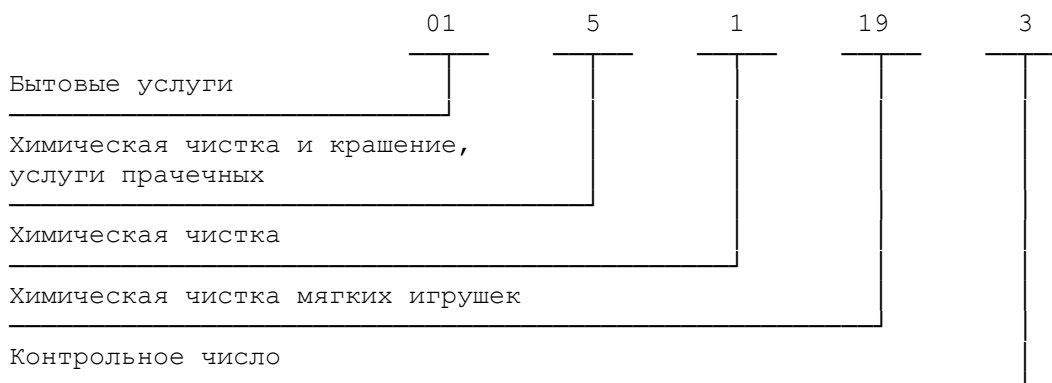 01 5 1 19 3
Бытовые услуги
Химическая чистка и крашение,
услуги прачечных
Химическая чистка
Химическая чистка мягких игрушек
Контрольное число